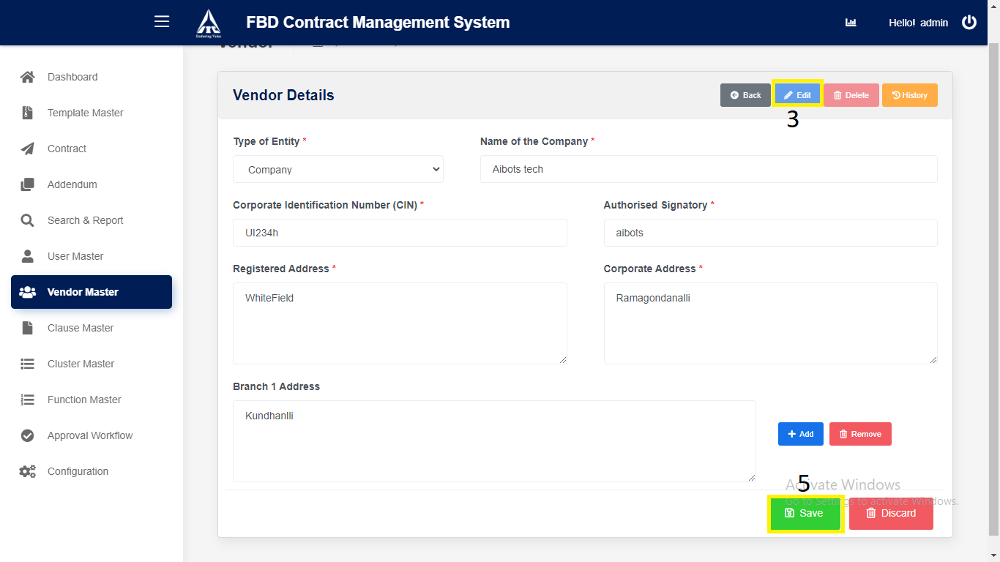 FBD Contract Management System
Hello! admin
Enduring Value
Vendor
Dashboard
Template Master
Contract
Addendum
Search & Report
User Master
Vendor Master
Clause Master
Cluster Master
Function Master
Approval Workflow
Configuration
Vendor Details
Back
Edit
Delete
History
3
Type of Entity *
Name of the Company *
Company
Aibots tech
Corporate Identification Number (CIN) *
Authorised Signatory *
UI234h
aibots
Registered Address *
Corporate Address *
WhiteField
Ramagondanalli
Branch 1 Address
Kundhanlli
Add
Remove
5
Activate Windows
Go to Settings to activate Windows.
Save
Discard